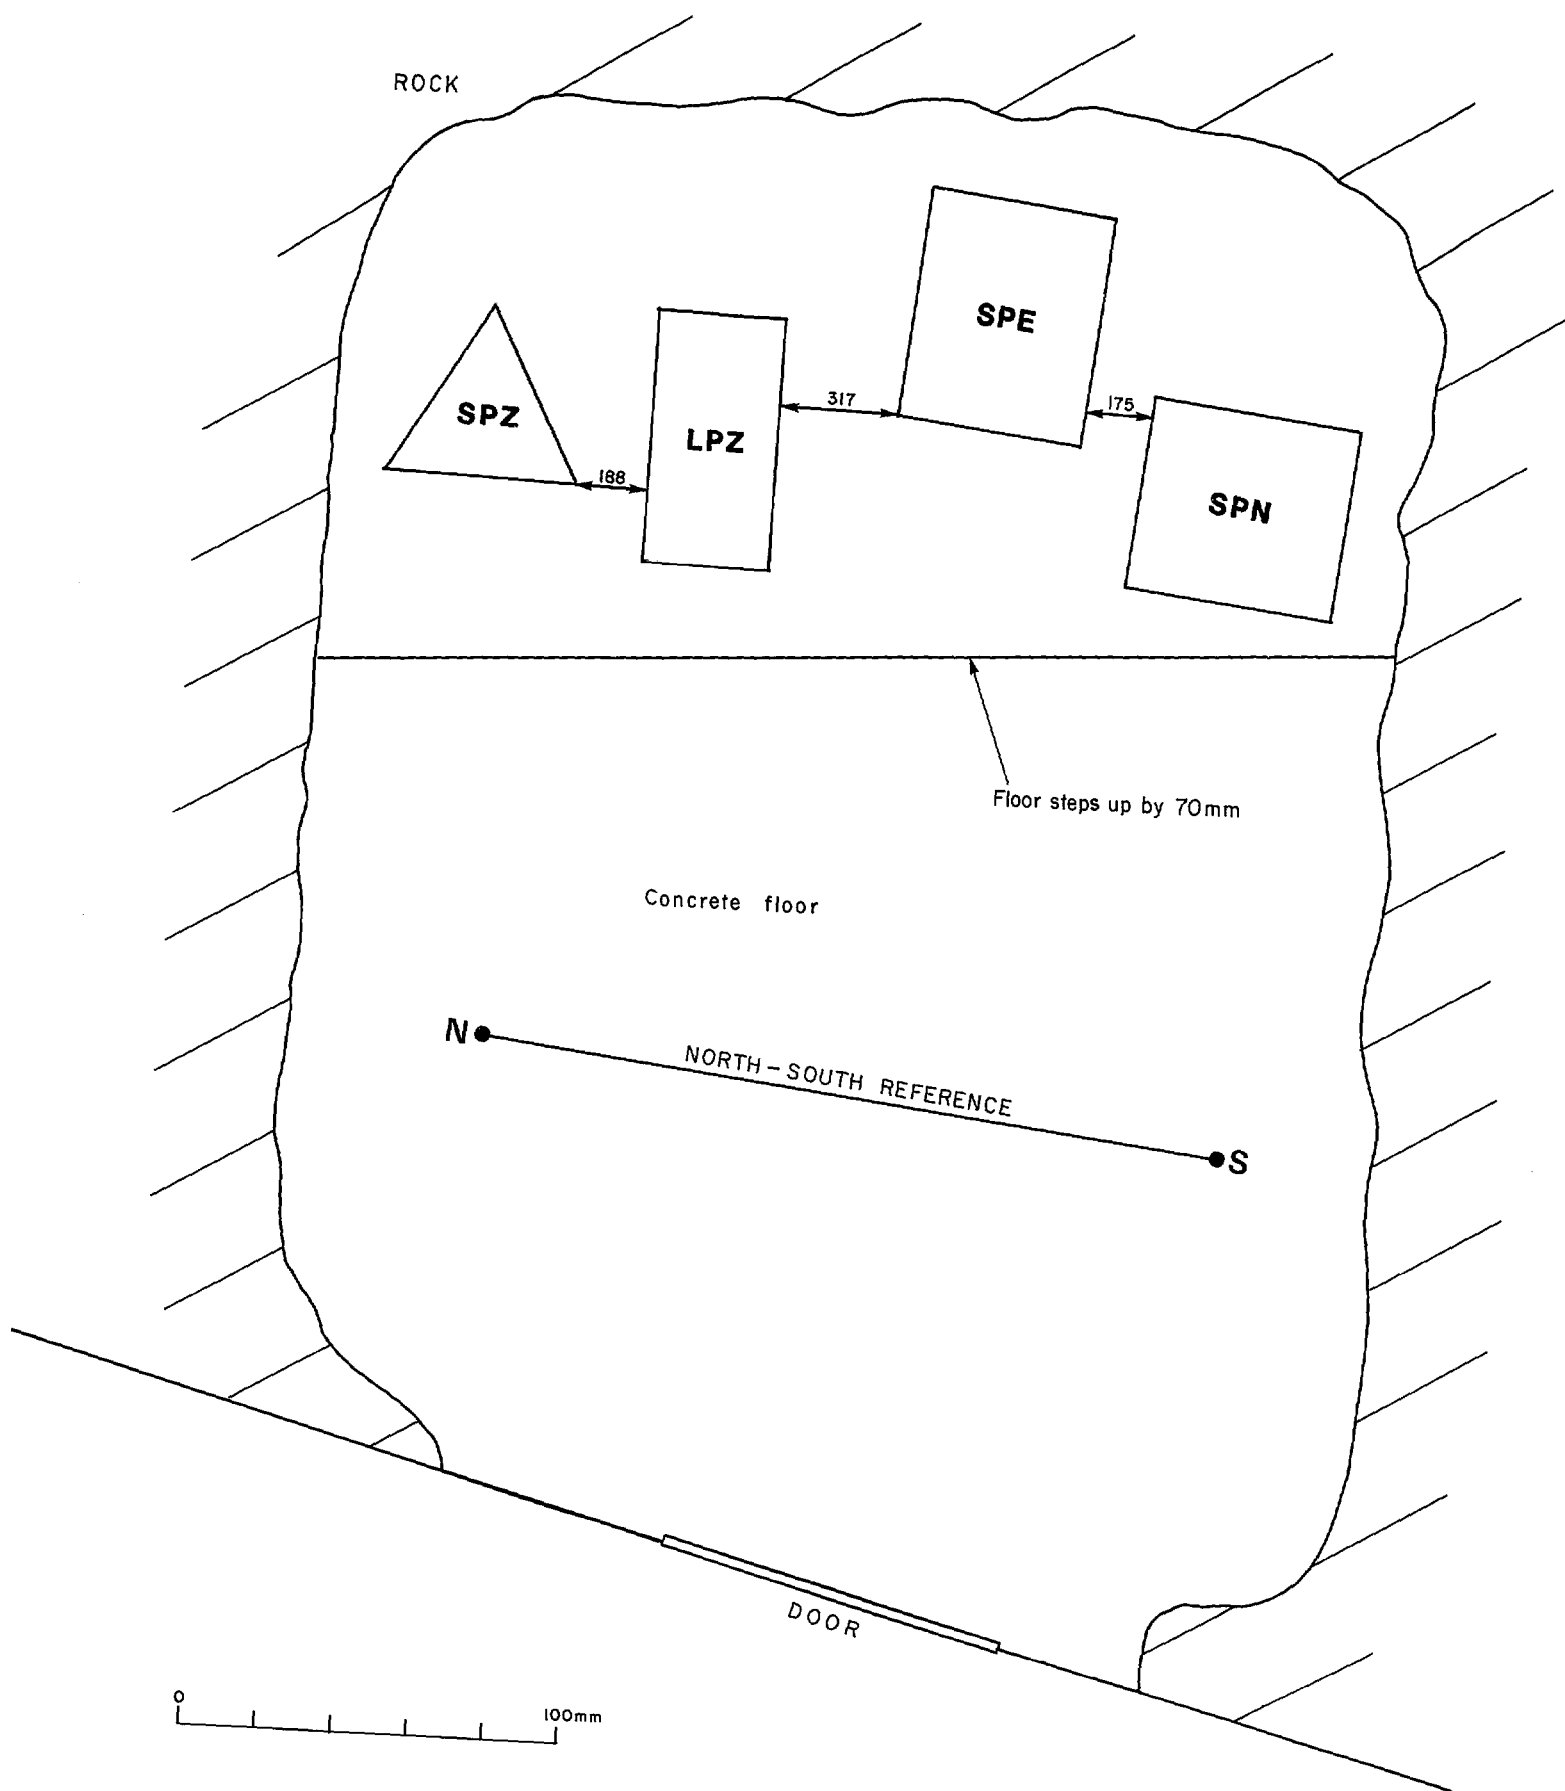 ROCK
SPE
317
175
SPZ
LPZ
188
SPN
Floor steps up by 70mm
Concrete floor
N
NORTH – SOUTH REFERENCE
S
DOOR
0
100mm